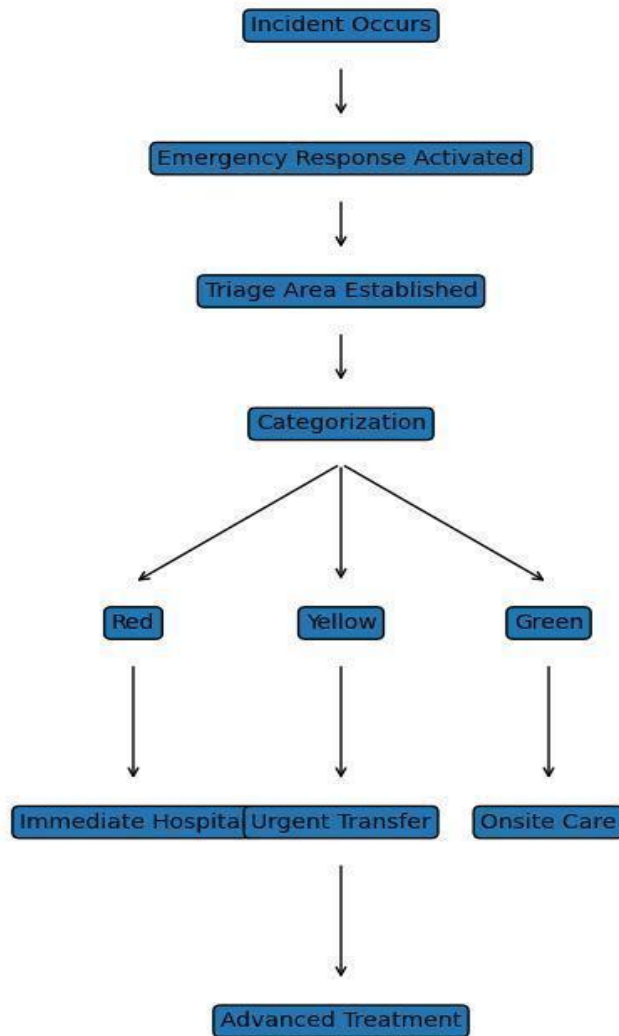 Incident Occurs
Emergency Response Activated
Triage Area Established
Categorization
Red
Yellow
Green
Immediate
Urgent Transfer
Onsite Care
Advanced Treatment